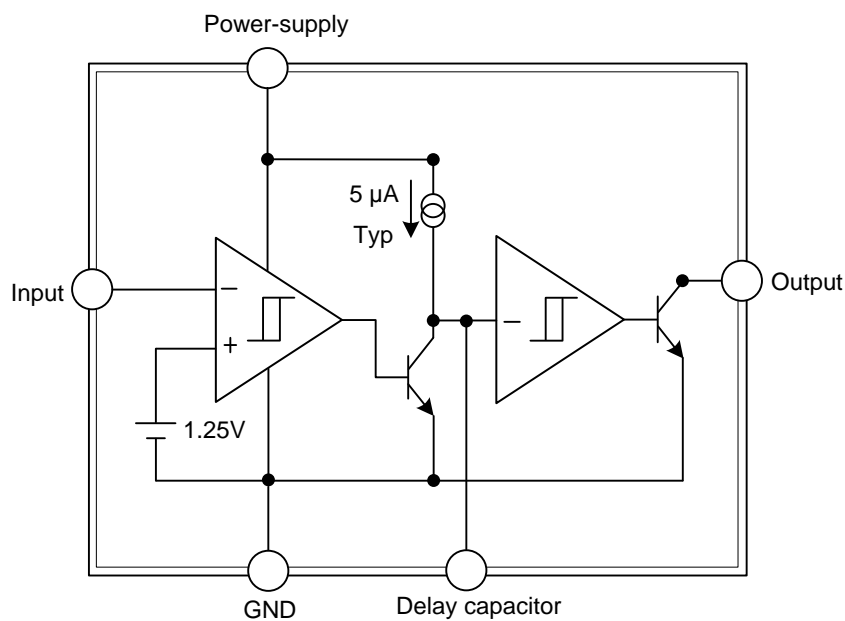 Power-supply
5 µA
Typ
Input
−
+
1.25V
−
Output
GND
Delay capacitor